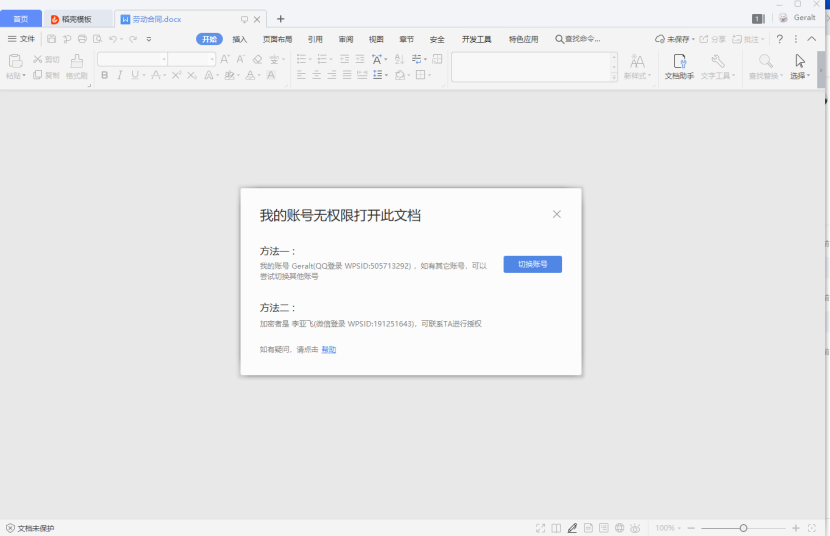 首页 稻壳模板 劳动合同.docx 1 Geralt
文件 开始 插入 页面布局 引用 审阅 视图 章节 安全 开发工具 特色应用 查找命令... 未保存 分享 批注
剪切
粘贴 复制 格式刷 新样式 文档助手 文字工具 查找替换 选择
我的账号无权限打开此文档
方法一：
我的账号 Geralt(QQ登录 WPSID:505713292) ，如有其它账号，可以
尝试切换其他账号
切换账号
方法二：
加密者是 李亚飞(微信登录 WPSID:191251643)，可联系TA进行授权
如有疑问，请点击 帮助
文档未保护 100%